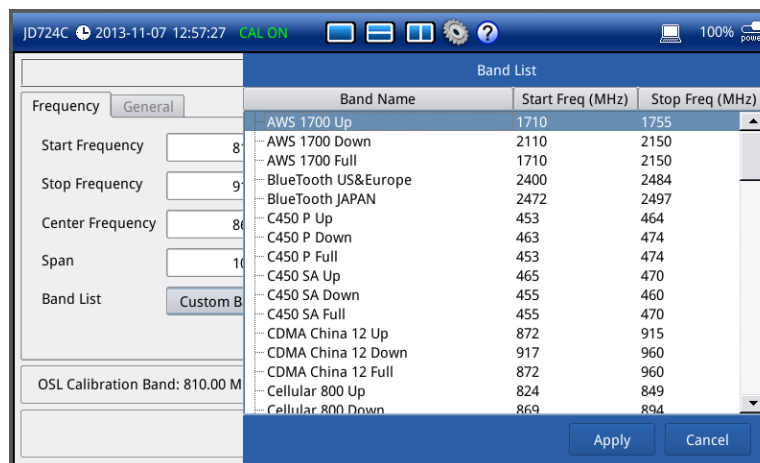 JD724C 2013-11-07 12:57:27 CAL ON 100%
Band List
Band Name Start Freq (MHz) Stop Freq (MHz)
AWS 1700 Up 1710 1755
AWS 1700 Down 2110 2150
AWS 1700 Full 1710 2150
BlueTooth US&Europe 2400 2484
BlueTooth JAPAN 2472 2497
C450 P Up 453 464
C450 P Down 463 474
C450 P Full 453 474
C450 SA Up 465 470
C450 SA Down 455 460
C450 SA Full 455 470
CDMA China 12 Up 872 915
CDMA China 12 Down 917 960
CDMA China 12 Full 872 960
Cellular 800 Up 824 849
Cellular 800 Down 869 894
Apply Cancel
Frequency General
Start Frequency
Stop Frequency
Center Frequency
Span
Band List Custom B
OSL Calibration Band: 810.00 M